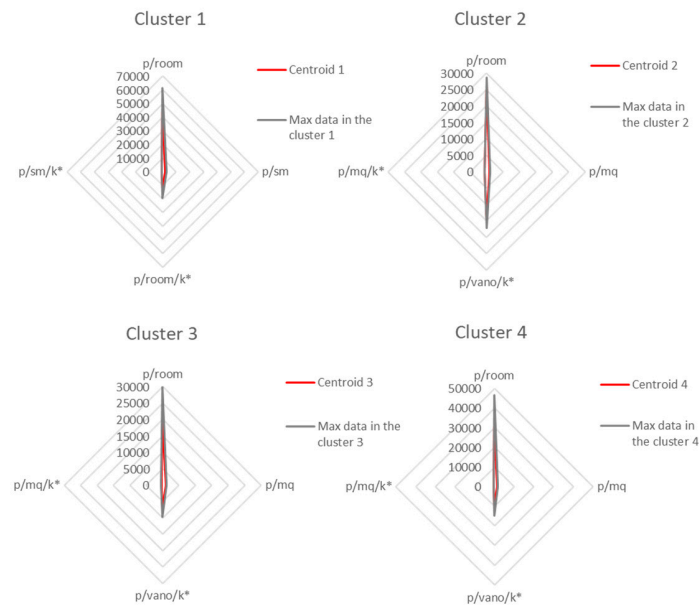 Cluster 1
p/room
70000
60000
50000
40000
30000
20000
10000
0
p/sm/k*
p/sm
p/room/k*
Centroid 1
Max data in the
cluster 1
Cluster 2
p/room
30000
25000
20000
15000
10000
5000
0
p/mq/k*
p/mq
p/vano/k*
Centroid 2
Max data in
the cluster 2
Cluster 3
p/room
30000
25000
20000
15000
10000
5000
0
p/mq/k*
p/mq
p/vano/k*
Centroid 3
Max data in the
cluster 3
Cluster 4
p/room
50000
40000
30000
20000
10000
0
p/mq/k*
p/mq
p/vano/k*
Centroid 4
Max data in
the cluster 4